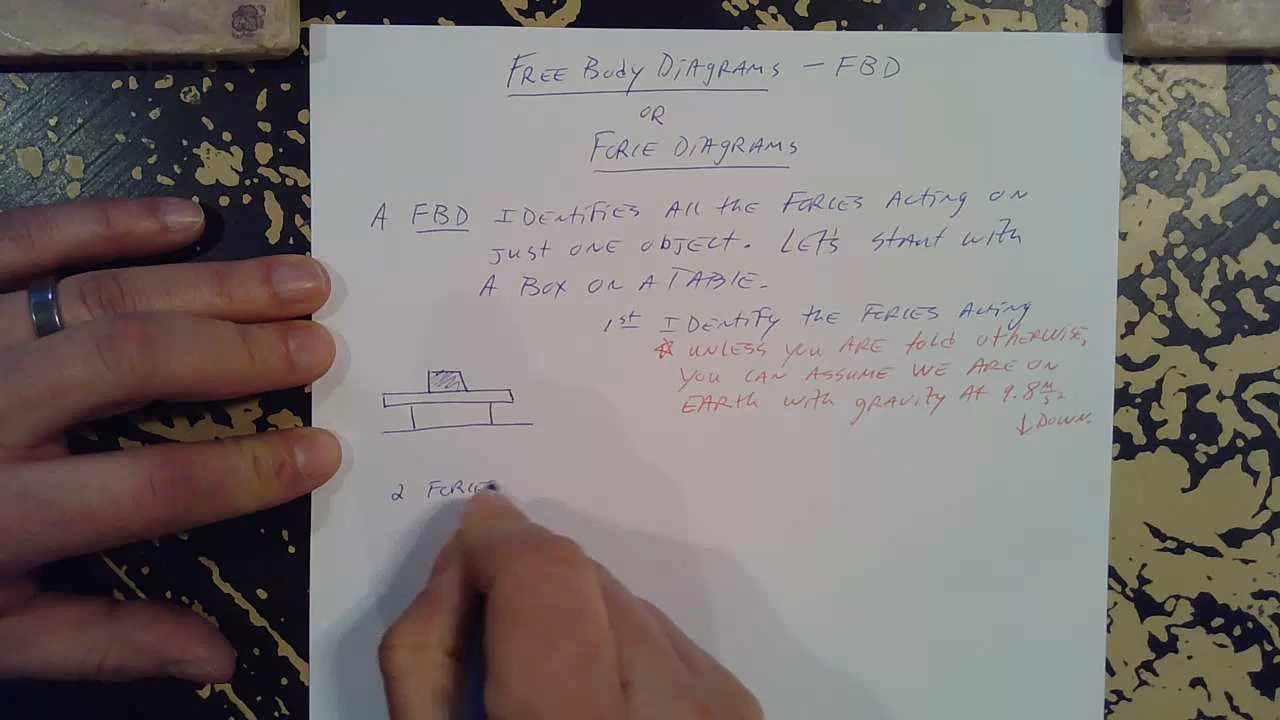 FREE BODY DIAGRAMS — FBD
OR
FORCE DIAGRAMS
A FBD IDENTIFIES ALL THE FORCES ACTING ON
JUST ONE OBJECT. LET'S START WITH
A BOX ON A TABLE.
1st IDENTIFY THE FORCES ACTING
☆ UNLESS YOU ARE TOLD OTHERWISE,
YOU CAN ASSUME WE ARE ON
EARTH WITH GRAVITY AT 9.8 M/S²
↓ DOWN.
2 FORCES